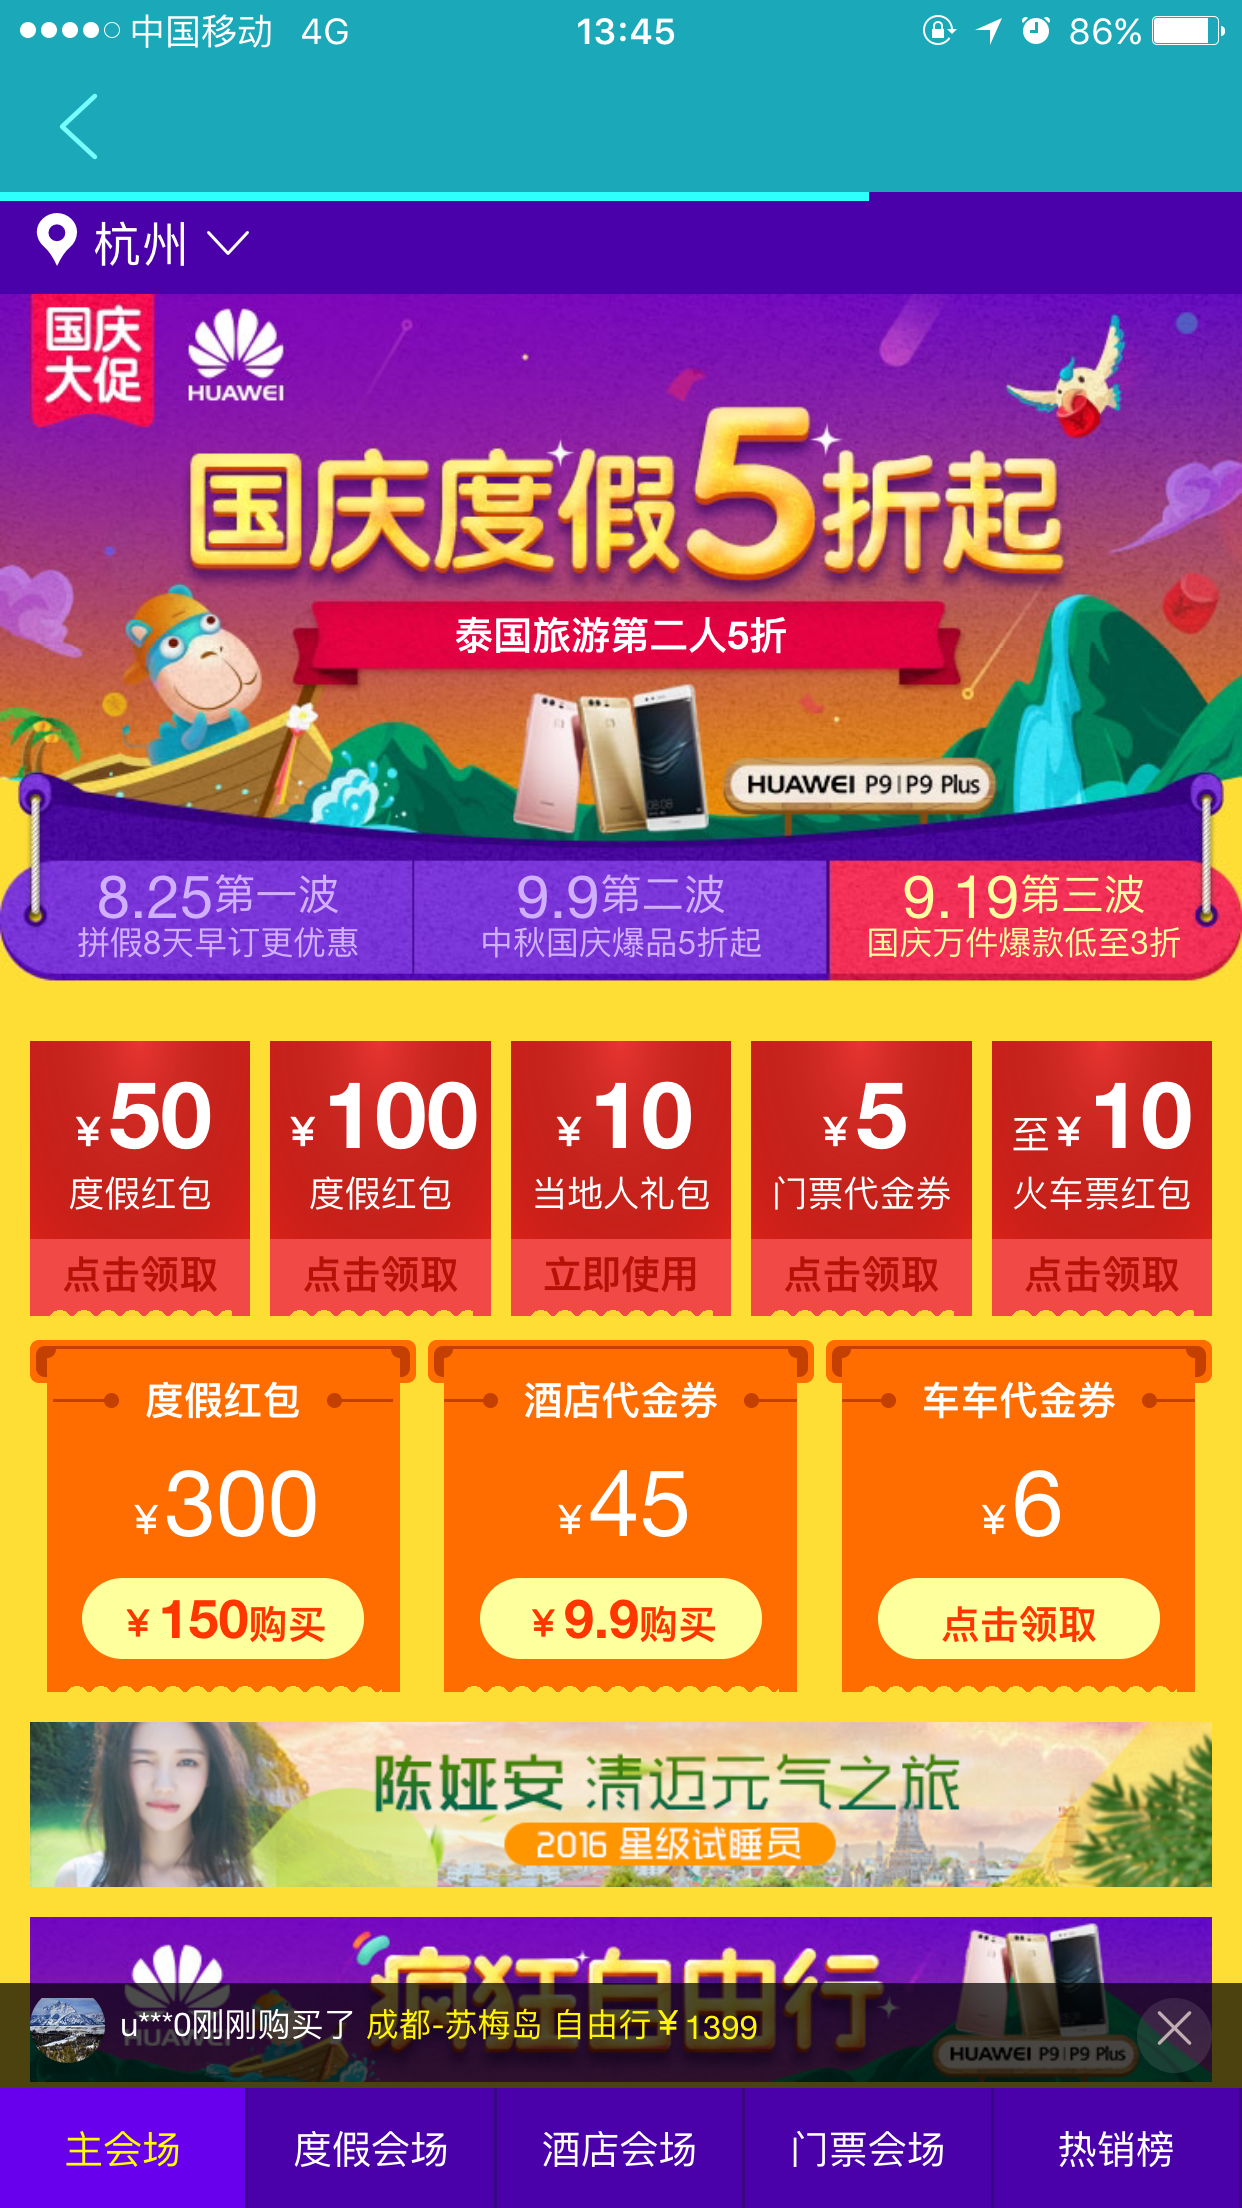 中国移动 4G 13:45 86%
杭州
国庆
大促
HUAWEI
国庆度假5折起
泰国旅游第二人5折
HUAWEI P9|P9 Plus
8.25第一波
拼假8天早订更优惠
9.9第二波
中秋国庆爆品5折起
9.19第三波
国庆万件爆款低至3折
¥50
度假红包
点击领取
¥100
度假红包
点击领取
¥10
当地人礼包
立即使用
¥5
门票代金券
点击领取
至¥10
火车票红包
点击领取
度假红包
¥300
¥150购买
酒店代金券
¥45
¥9.9购买
车车代金券
¥6
点击领取
陈娅安 清迈元气之旅
2016 星级试睡员
疯狂自由行
HUAWEI
HUAWEI P9|P9 Plus
u***0刚刚购买了 成都-苏梅岛 自由行¥1399
主会场 度假会场 酒店会场 门票会场 热销榜